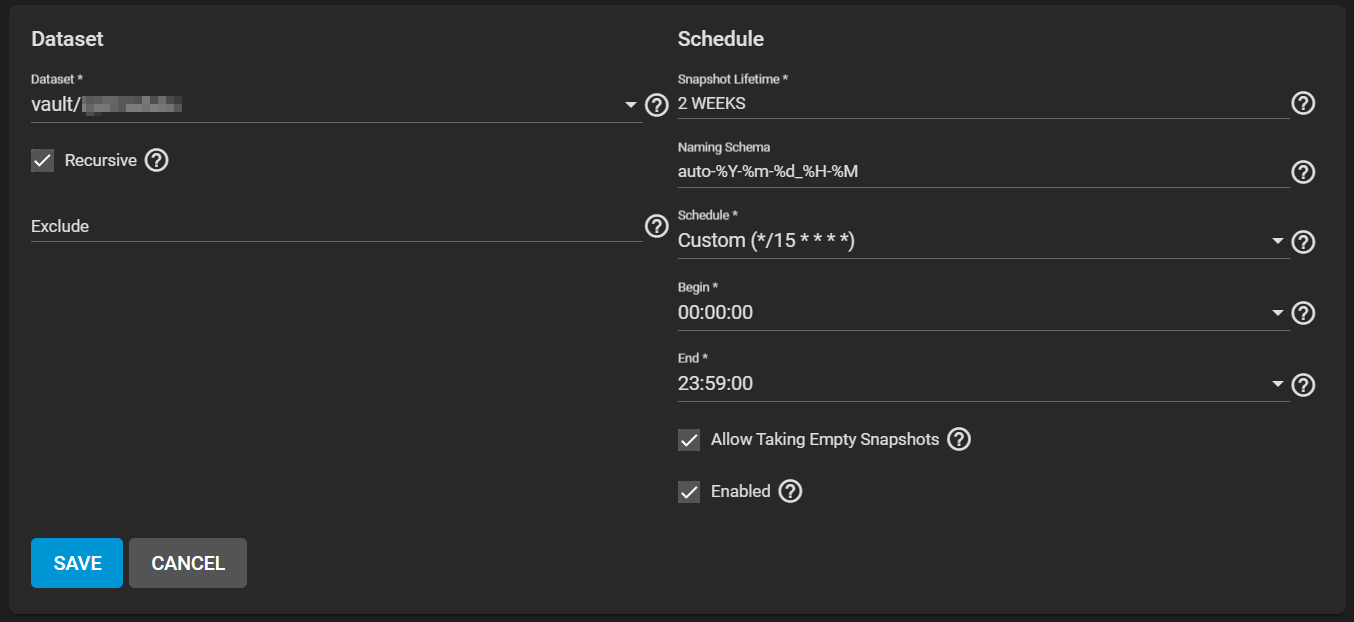 Dataset
Dataset *
vault/
Recursive
Exclude
Schedule
Snapshot Lifetime *
2 WEEKS
Naming Schema
auto-%Y-%m-%d_%H-%M
Schedule *
Custom (*/15 * * * *)
Begin *
00:00:00
End *
23:59:00
Allow Taking Empty Snapshots
Enabled
SAVE
CANCEL